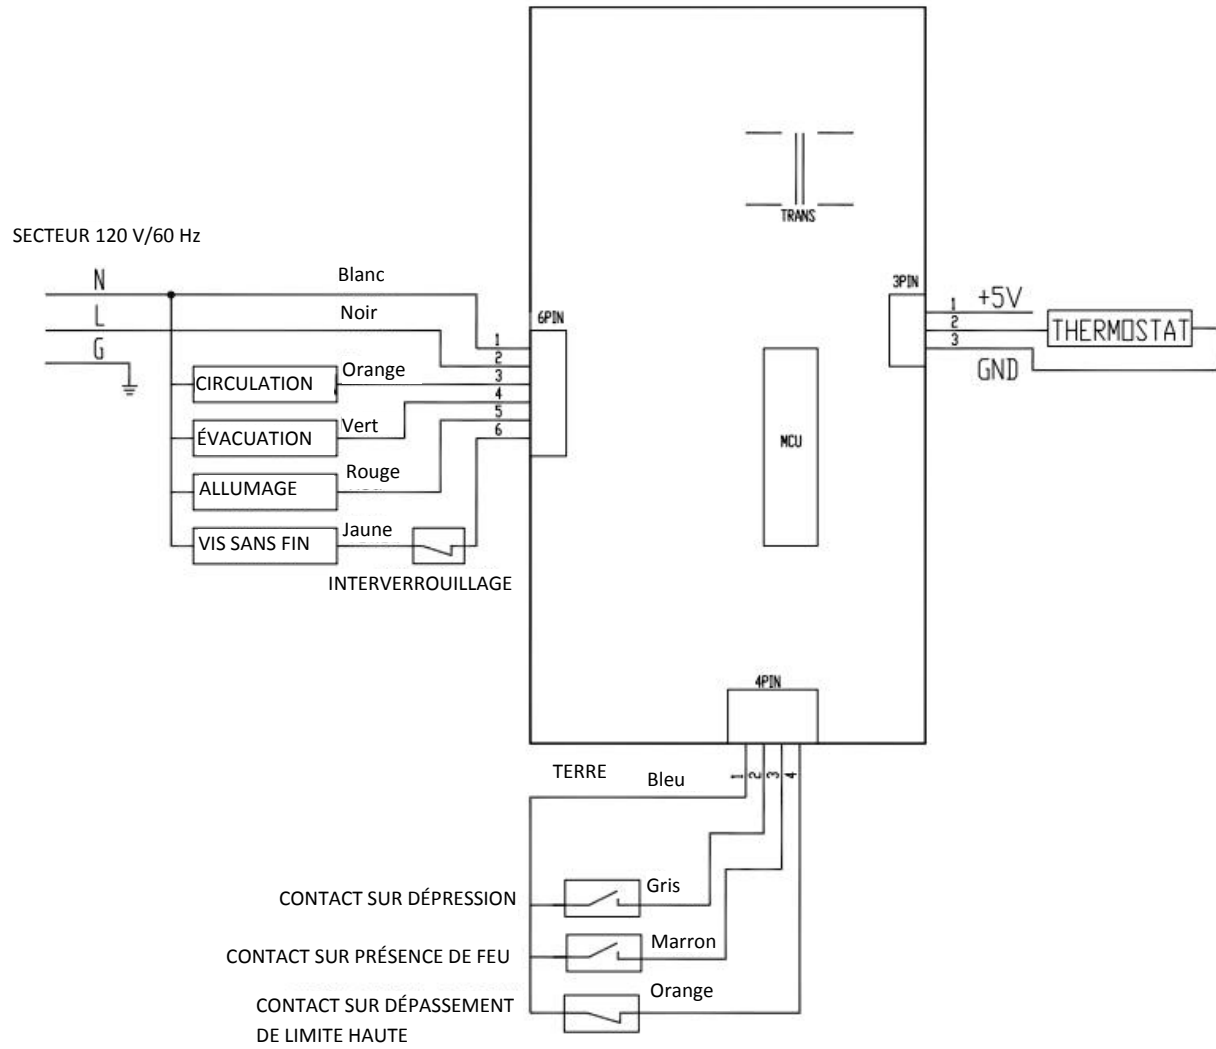 TRANS
SECTEUR 120 V/60 Hz
N
Blanc
L
Noir
G
6PIN
1
2
3
4
5
6
CIRCULATION
Orange
ÉVACUATION
Vert
ALLUMAGE
Rouge
VIS SANS FIN
Jaune
INTERVERROUILLAGE
3PIN
1
2
3
+5V
THERMOSTAT
GND
MCU
4PIN
1
2
3
4
TERRE
Bleu
CONTACT SUR DÉPRESSION
Gris
CONTACT SUR PRÉSENCE DE FEU
Marron
CONTACT SUR DÉPASSEMENT
DE LIMITE HAUTE
Orange